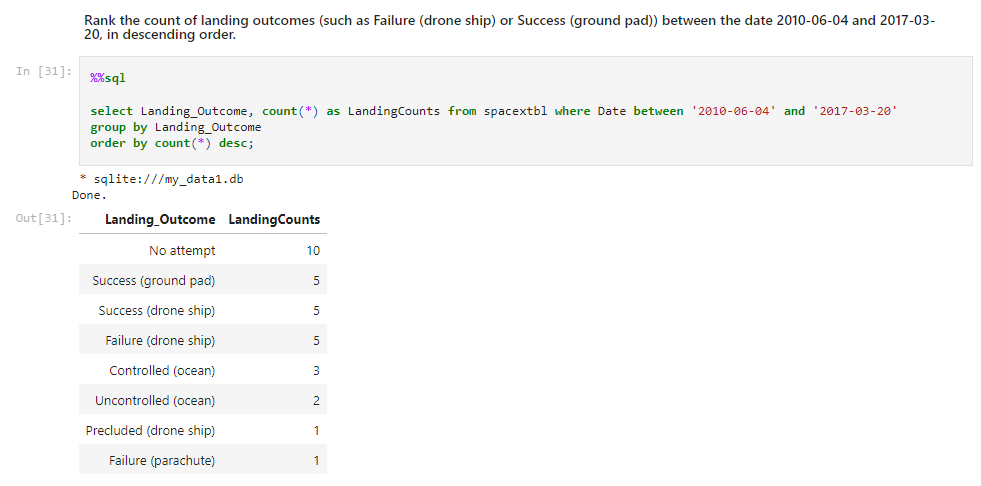 Rank the count of landing outcomes (such as Failure (drone ship) or Success (ground pad)) between the date 2010-06-04 and 2017-03-
20, in descending order.
In [31]:
%%sql
select Landing_Outcome, count(*) as LandingCounts from spacextbl where Date between '2010-06-04' and '2017-03-20'
group by Landing_Outcome
order by count(*) desc;
* sqlite:///my_data1.db
Done.
Out[31]:
Landing_Outcome LandingCounts
No attempt 10
Success (ground pad) 5
Success (drone ship) 5
Failure (drone ship) 5
Controlled (ocean) 3
Uncontrolled (ocean) 2
Precluded (drone ship) 1
Failure (parachute) 1